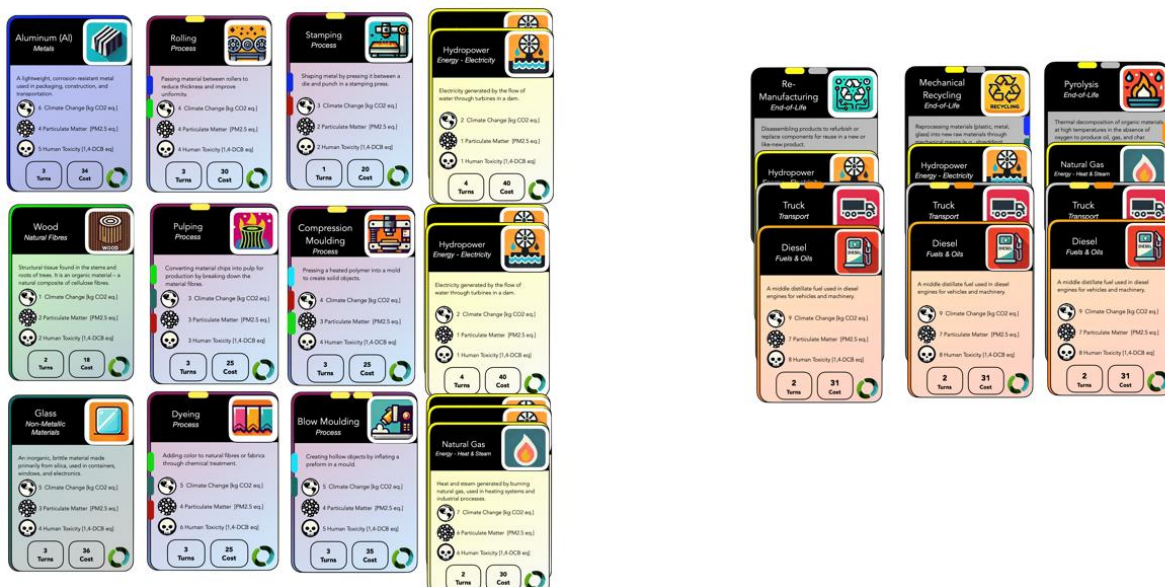 Aluminum (Al)
Metals
A lightweight, corrosion-resistant metal
used in packaging, construction, and
transportation.
6 Climate Change [kg CO2 eq.]
4 Particulate Matter [PM2.5 eq.]
5 Human Toxicity [1,4-DCB eq]
3 Turns
34 Cost
Rolling
Process
Passing material between rollers to
reduce thickness and improve
uniformity.
4 Climate Change [kg CO2 eq.]
4 Particulate Matter [PM2.5 eq.]
4 Human Toxicity [1,4-DCB eq]
3 Turns
30 Cost
Stamping
Process
Shaping metal by pressing it between a
die and punch in a stamping press.
3 Climate Change [kg CO2 eq.]
2 Particulate Matter [PM2.5 eq.]
2 Human Toxicity [1,4-DCB eq]
1 Turns
20 Cost
Hydropower
Energy - Electricity
Electricity generated by the flow of
water through turbines in a dam.
2 Climate Change [kg CO2 eq.]
1 Particulate Matter [PM2.5 eq.]
1 Human Toxicity [1,4-DCB eq]
4 Turns
40 Cost
Wood
Natural Fibres
WOOD
Structural tissue found in the stems and
roots of trees. It is an organic material – a
natural composite of cellulose fibres.
1 Climate Change [kg CO2 eq.]
2 Particulate Matter [PM2.5 eq.]
2 Human Toxicity [1,4-DCB eq]
2 Turns
18 Cost
Pulping
Process
Converting material chips into pulp for
production by breaking down the
material fibres.
3 Climate Change [kg CO2 eq.]
3 Particulate Matter [PM2.5 eq.]
3 Human Toxicity [1,4-DCB eq]
3 Turns
25 Cost
Compression
Moulding
Process
Pressing a heated polymer into a mold
to create solid objects.
4 Climate Change [kg CO2 eq.]
3 Particulate Matter [PM2.5 eq.]
4 Human Toxicity [1,4-DCB eq]
3 Turns
25 Cost
Hydropower
Energy - Electricity
Electricity generated by the flow of
water through turbines in a dam.
2 Climate Change [kg CO2 eq.]
1 Particulate Matter [PM2.5 eq.]
1 Human Toxicity [1,4-DCB eq]
4 Turns
40 Cost
Glass
Non-Metallic
Materials
An inorganic, brittle material made
primarily from silica, used in containers,
windows, and electronics.
5 Climate Change [kg CO2 eq.]
3 Particulate Matter [PM2.5 eq.]
4 Human Toxicity [1,4-DCB eq]
3 Turns
36 Cost
Dyeing
Process
Adding color to natural fibres or fabrics
through chemical treatment.
5 Climate Change [kg CO2 eq.]
4 Particulate Matter [PM2.5 eq.]
6 Human Toxicity [1,4-DCB eq]
3 Turns
25 Cost
Blow Moulding
Process
Creating hollow objects by inflating a
preform in a mould.
5 Climate Change [kg CO2 eq.]
4 Particulate Matter [PM2.5 eq.]
5 Human Toxicity [1,4-DCB eq]
3 Turns
35 Cost
Natural Gas
Energy - Heat & Steam
Heat and steam generated by burning
natural gas, used in heating systems and
industrial processes.
7 Climate Change [kg CO2 eq.]
6 Particulate Matter [PM2.5 eq.]
6 Human Toxicity [1,4-DCB eq]
2 Turns
30 Cost
Re-
Manufacturing
End-of-Life
Disassembling products to refurbish or
replace components for reuse in a new or
like-new product.
Hydropower
Truck
Transport
Diesel
Fuels & Oils
A middle distillate fuel used in diesel
engines for vehicles and machinery.
9 Climate Change [kg CO2 eq.]
7 Particulate Matter [PM2.5 eq.]
8 Human Toxicity [1,4-DCB eq]
2 Turns
31 Cost
Mechanical
Recycling
End-of-Life
RECYCLING
Reprocessing materials (plastic, metal,
glass) into new raw materials through
Hydropower
Energy - Electricity
Truck
Transport
Diesel
Fuels & Oils
A middle distillate fuel used in diesel
engines for vehicles and machinery.
9 Climate Change [kg CO2 eq.]
7 Particulate Matter [PM2.5 eq.]
8 Human Toxicity [1,4-DCB eq]
2 Turns
31 Cost
Pyrolysis
End-of-Life
Thermal decomposition of organic materials
at high temperatures in the absence of
oxygen to produce oil, gas, and char.
Natural Gas
Energy - Heat & Steam
Truck
Transport
Diesel
Fuels & Oils
A middle distillate fuel used in diesel
engines for vehicles and machinery.
9 Climate Change [kg CO2 eq.]
7 Particulate Matter [PM2.5 eq.]
8 Human Toxicity [1,4-DCB eq]
2 Turns
31 Cost